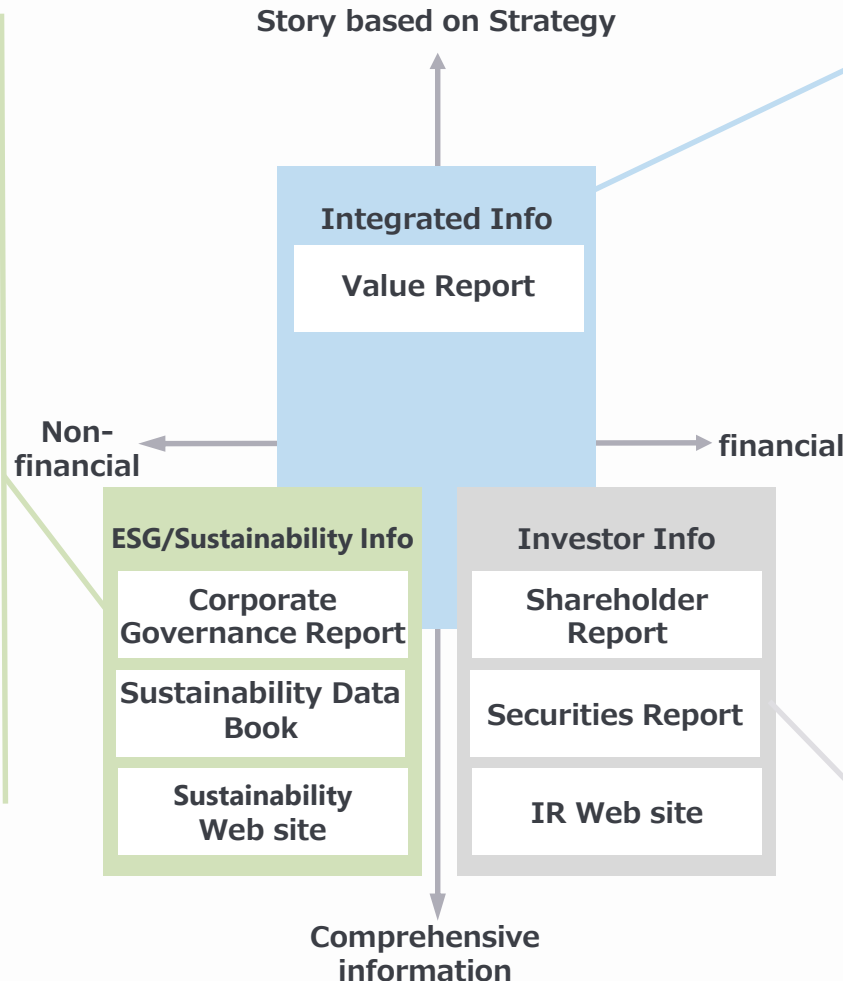 Story based on Strategy
Integrated Info
Value Report
Non-
financial
financial
ESG/Sustainability Info
Corporate
Governance Report
Sustainability Data
Book
Sustainability
Web site
Investor Info
Shareholder
Report
Securities Report
IR Web site
Comprehensive
information